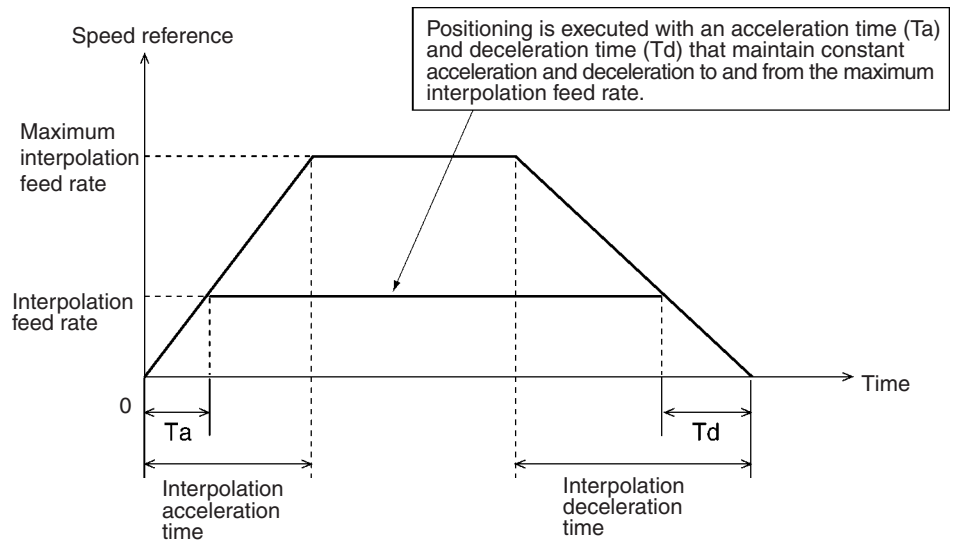 Positioning is executed with an acceleration time (Ta)
and deceleration time (Td) that maintain constant
acceleration and deceleration to and from the maximum
interpolation feed rate.
Speed reference
Maximum
interpolation
feed rate
Interpolation
feed rate
0
Time
Ta
Td
Interpolation
acceleration
time
Interpolation
deceleration
time